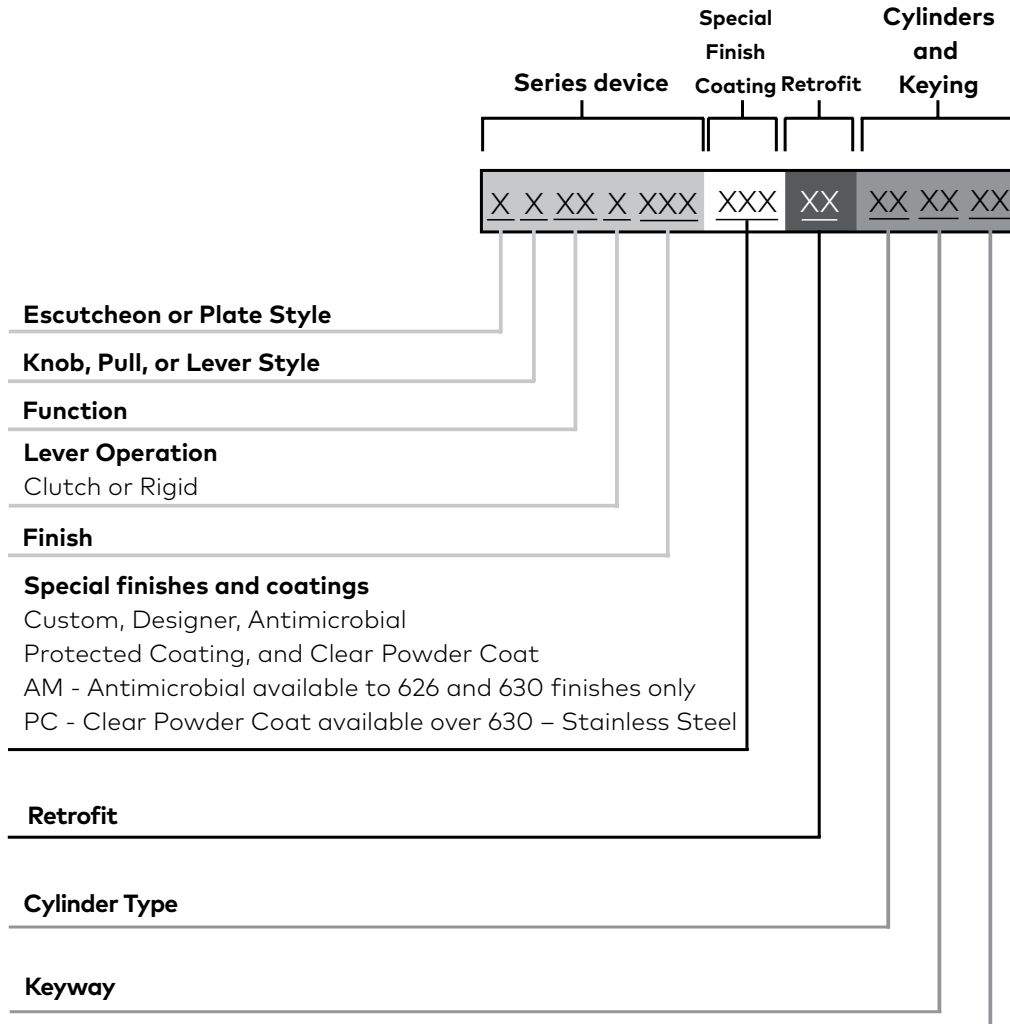 Special
Finish
Coating
Retrofit
Cylinders
and
Keying
Series device
X X XX X XXX XXX XX XX XX XX
Escutcheon or Plate Style
Knob, Pull, or Lever Style
Function
Lever Operation
Clutch or Rigid
Finish
Special finishes and coatings
Custom, Designer, Antimicrobial
Protected Coating, and Clear Powder Coat
AM - Antimicrobial available to 626 and 630 finishes only
PC - Clear Powder Coat available over 630 – Stainless Steel
Retrofit
Cylinder Type
Keyway